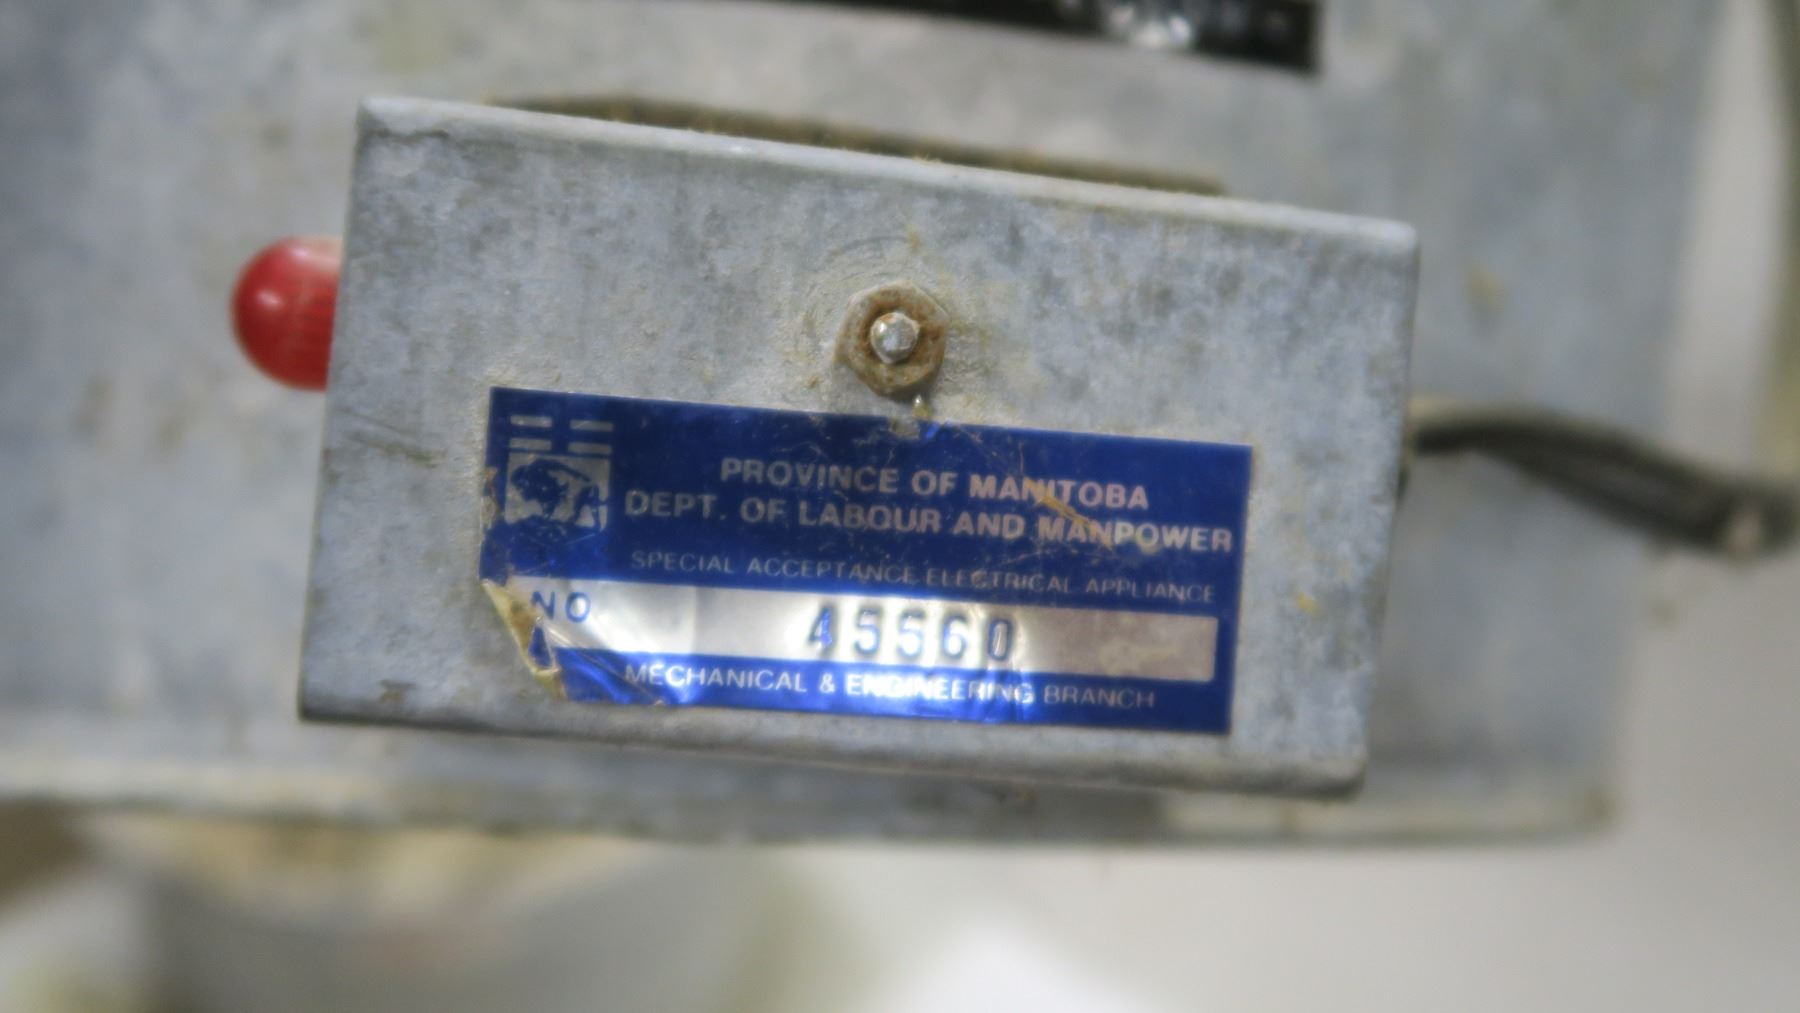 PROVINCE OF MANITOBA
DEPT. OF LABOUR AND MANPOWER
SPECIAL ACCEPTANCE ELECTRICAL APPLIANCE
NO 45560
A
MECHANICAL & ENGINEERING BRANCH